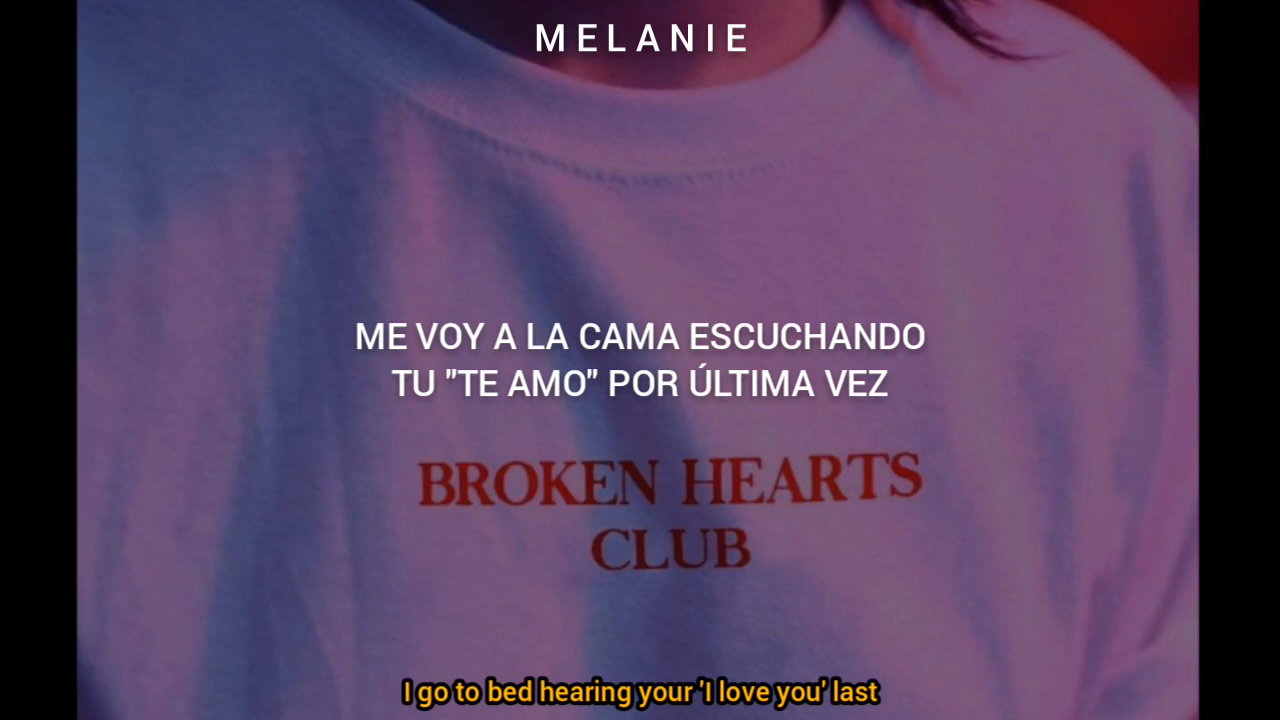 MELANIE
ME VOY A LA CAMA ESCUCHANDO
TU "TE AMO" POR ÚLTIMA VEZ
BROKEN HEARTS
CLUB
I go to bed hearing your 'I love you' last